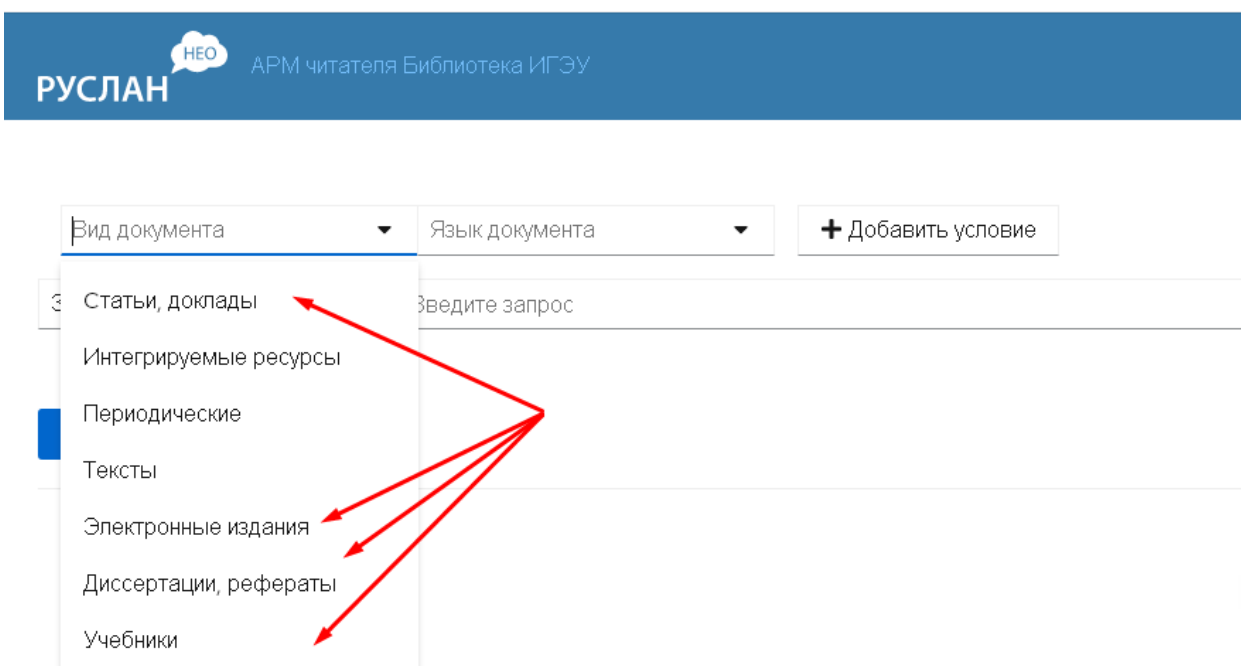 НЕО
РУСЛАН
АРМ читателя Библиотека ИГЭУ
Вид документа
Язык документа
+ Добавить условие
Введите запрос
Статьи, доклады
Интегрируемые ресурсы
Периодические
Тексты
Электронные издания
Диссертации, рефераты
Учебники